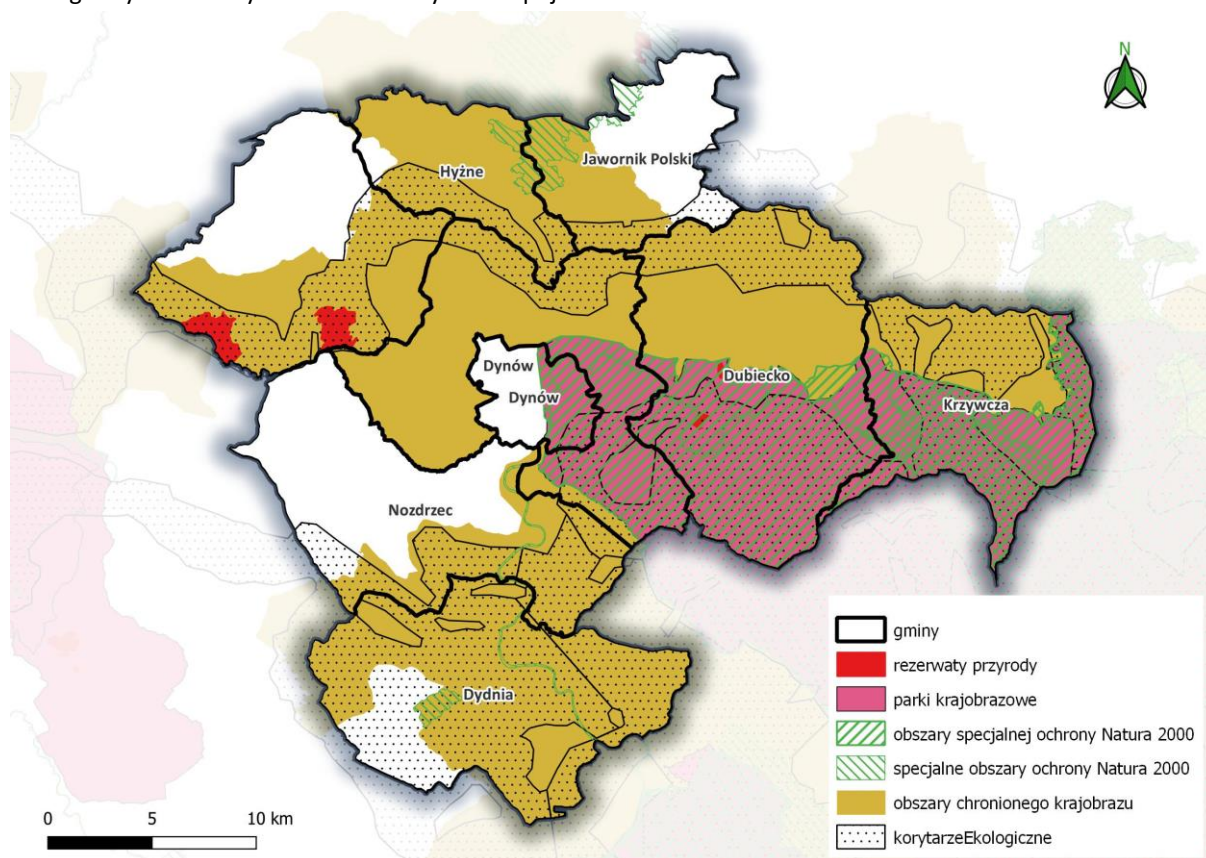 N
Jawornik Polski
Hyżne
Dynów
Dubiecko
Dynów
Krzywcza
Nozdrzec
Dydnia
gminy
rezerwaty przyrody
parki krajobrazowe
obszary specjalnej ochrony Natura 2000
specjalne obszary ochrony Natura 2000
obszary chronionego krajobrazu
korytarzeEkologiczne
0 5 10 km